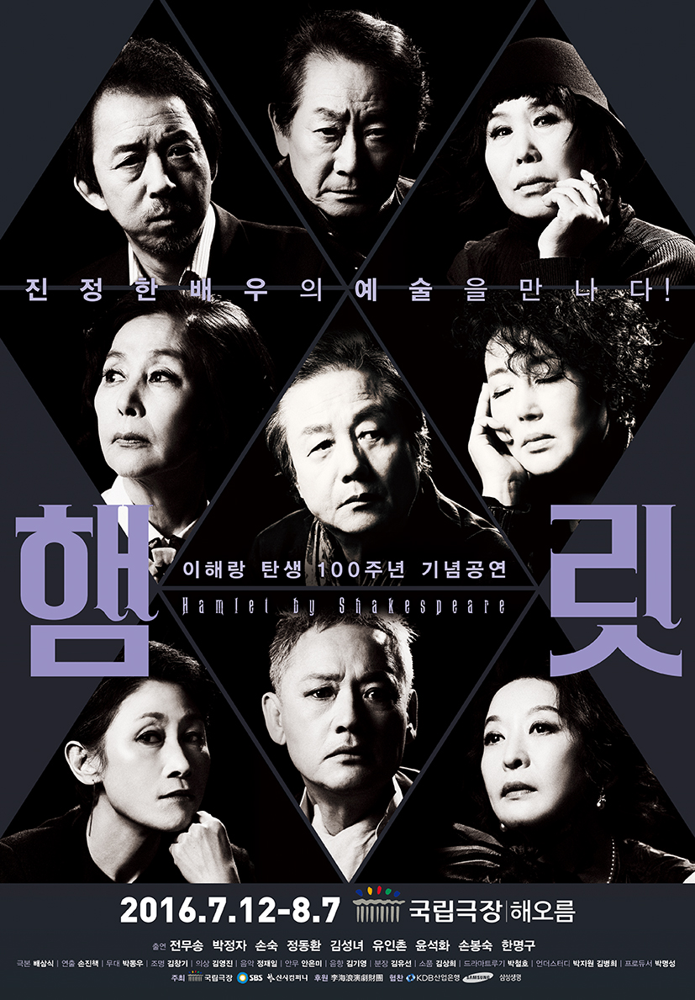 진정한배우의예술을만나다!
햄릿
이해랑 탄생 100주년 기념공연
Hamlet by Shakespeare
2016.7.12-8.7 국립극장|해오름
출연 전무송 박정자 손숙 정동환 김성녀 유인촌 윤석화 손봉숙 한명구
극본 배삼식 | 연출 손진책 | 무대 박동우 | 조명 김창기 | 의상 김영진 | 음악 정재일 | 안무 안은미 | 음향 김기영 | 분장 김유선 | 소품 김상희 | 드라마트루기 박철호 | 언더스터디 박지원 김병희 | 프로듀서 박명성
주최 국립극장 SBS 신시컴퍼니 후원 李海浪演劇財團 협찬 KDB산업은행 SAMSUNG 삼성생명